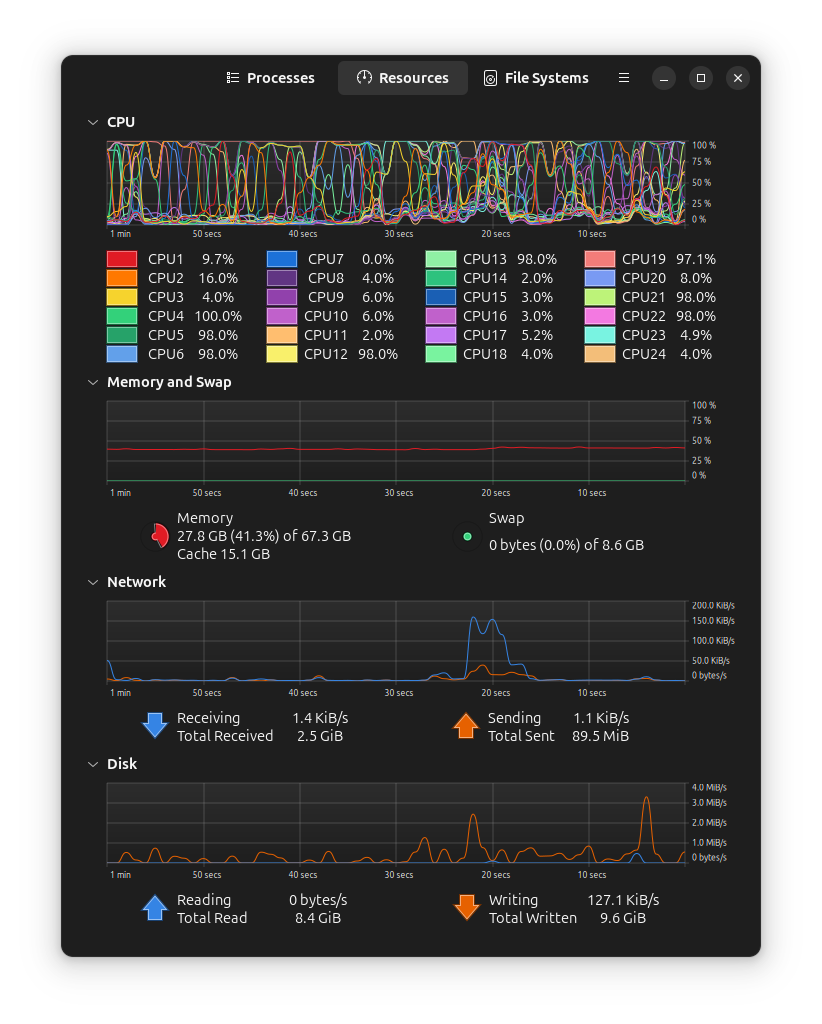 Processes Resources File Systems
CPU
100 %
75 %
50 %
25 %
0 %
1 min 50 secs 40 secs 30 secs 20 secs 10 secs
CPU1 9.7% CPU7 0.0% CPU13 98.0% CPU19 97.1%
CPU2 16.0% CPU8 4.0% CPU14 2.0% CPU20 8.0%
CPU3 4.0% CPU9 6.0% CPU15 3.0% CPU21 98.0%
CPU4 100.0% CPU10 6.0% CPU16 3.0% CPU22 98.0%
CPU5 98.0% CPU11 2.0% CPU17 5.2% CPU23 4.9%
CPU6 98.0% CPU12 98.0% CPU18 4.0% CPU24 4.0%
Memory and Swap
100 %
75 %
50 %
25 %
0 %
1 min 50 secs 40 secs 30 secs 20 secs 10 secs
Memory
27.8 GB (41.3%) of 67.3 GB
Cache 15.1 GB
Swap
0 bytes (0.0%) of 8.6 GB
Network
200.0 KiB/s
150.0 KiB/s
100.0 KiB/s
50.0 KiB/s
0 bytes/s
1 min 50 secs 40 secs 30 secs 20 secs 10 secs
Receiving 1.4 KiB/s Sending 1.1 KiB/s
Total Received 2.5 GiB Total Sent 89.5 MiB
Disk
4.0 MiB/s
3.0 MiB/s
2.0 MiB/s
1.0 MiB/s
0 bytes/s
1 min 50 secs 40 secs 30 secs 20 secs 10 secs
Reading 0 bytes/s Writing 127.1 KiB/s
Total Read 8.4 GiB Total Written 9.6 GiB